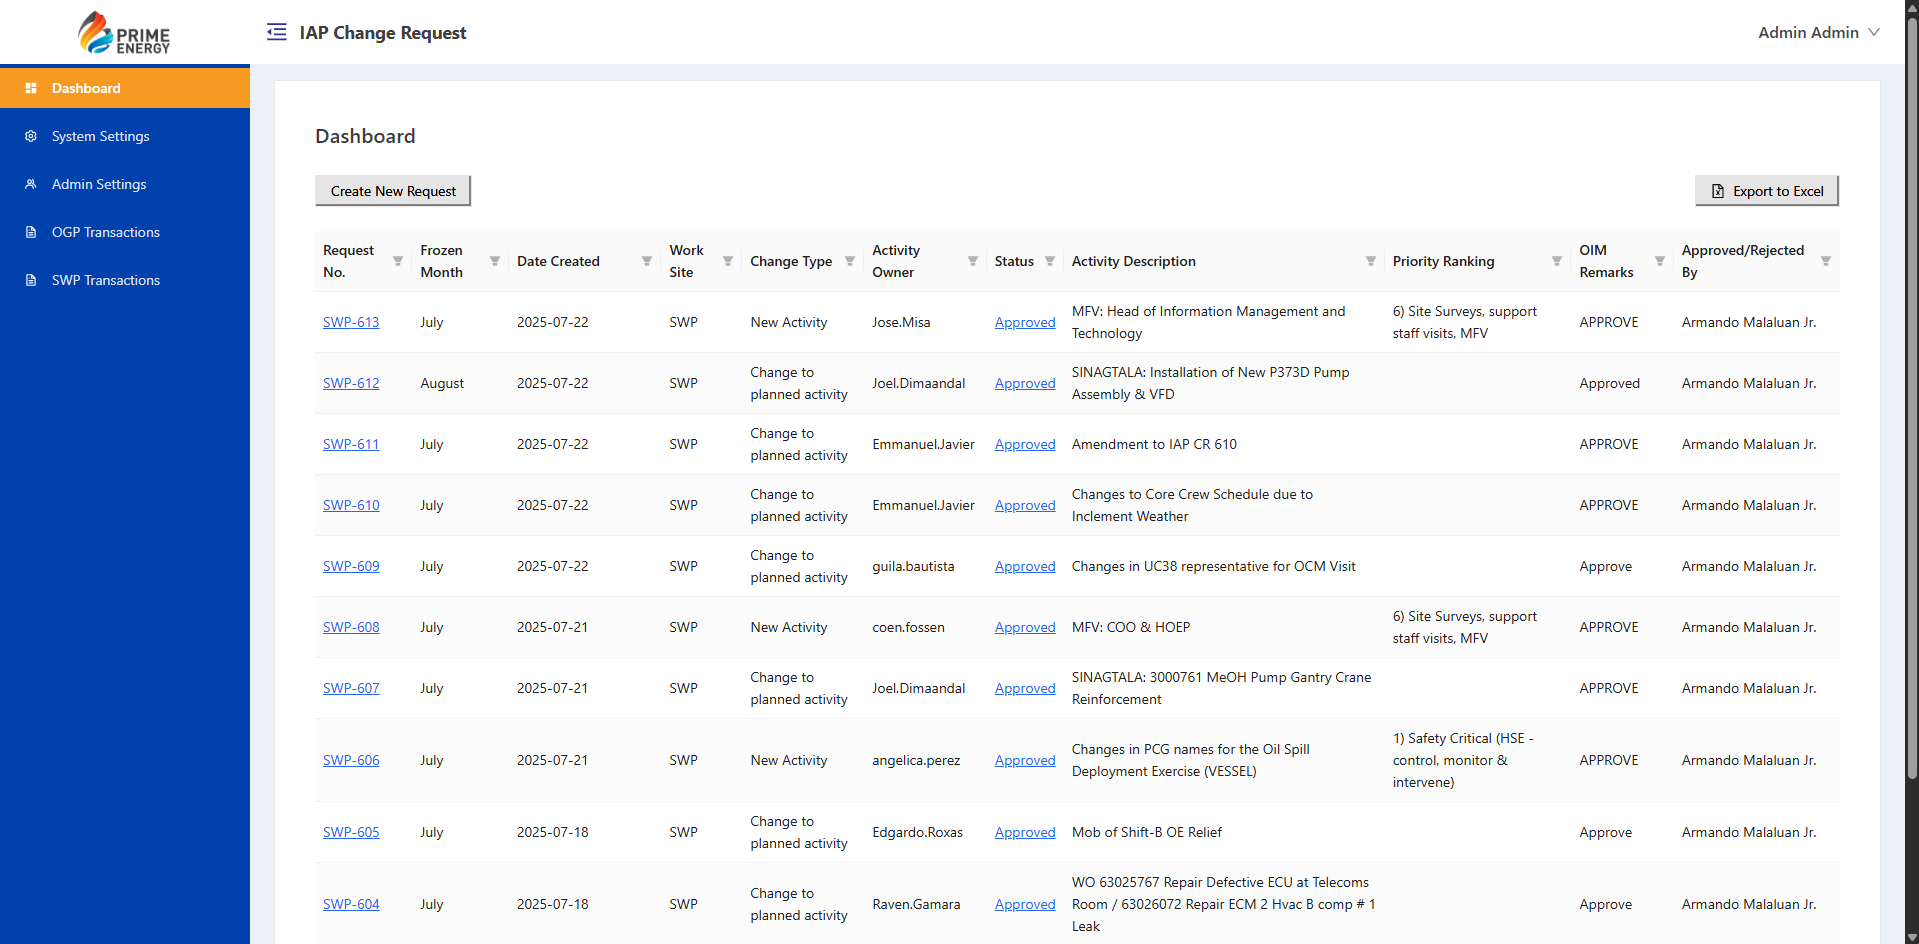 PRIME
ENERGY
IAP Change Request
Admin Admin
Dashboard
System Settings
Admin Settings
OGP Transactions
SWP Transactions
Dashboard
Create New Request
Export to Excel
Request No. Frozen Month Date Created Work Site Change Type Activity Owner Status Activity Description Priority Ranking OIM Remarks Approved/Rejected By
SWP-613 July 2025-07-22 SWP New Activity Jose.Misa Approved MFV: Head of Information Management and Technology 6) Site Surveys, support staff visits, MFV APPROVE Armando Malaluan Jr.
SWP-612 August 2025-07-22 SWP Change to planned activity Joel.Dimaandal Approved SINAGTALA: Installation of New P373D Pump Assembly & VFD Approved Armando Malaluan Jr.
SWP-611 July 2025-07-22 SWP Change to planned activity Emmanuel.Javier Approved Amendment to IAP CR 610 APPROVE Armando Malaluan Jr.
SWP-610 July 2025-07-22 SWP Change to planned activity Emmanuel.Javier Approved Changes to Core Crew Schedule due to Inclement Weather APPROVE Armando Malaluan Jr.
SWP-609 July 2025-07-22 SWP Change to planned activity guila.bautista Approved Changes in UC38 representative for OCM Visit Approve Armando Malaluan Jr.
SWP-608 July 2025-07-21 SWP New Activity coen.fossen Approved MFV: COO & HOEP 6) Site Surveys, support staff visits, MFV APPROVE Armando Malaluan Jr.
SWP-607 July 2025-07-21 SWP Change to planned activity Joel.Dimaandal Approved SINAGTALA: 3000761 MeOH Pump Gantry Crane Reinforcement APPROVE Armando Malaluan Jr.
SWP-606 July 2025-07-21 SWP New Activity angelica.perez Approved Changes in PCG names for the Oil Spill Deployment Exercise (VESSEL) 1) Safety Critical (HSE - control, monitor & intervene) APPROVE Armando Malaluan Jr.
SWP-605 July 2025-07-18 SWP Change to planned activity Edgardo.Roxas Approved Mob of Shift-B OE Relief Approve Armando Malaluan Jr.
SWP-604 July 2025-07-18 SWP Change to planned activity Raven.Gamara Approved WO 63025767 Repair Defective ECU at Telecoms Room / 63026072 Repair ECM 2 Hvac B comp # 1 Leak Approve Armando Malaluan Jr.